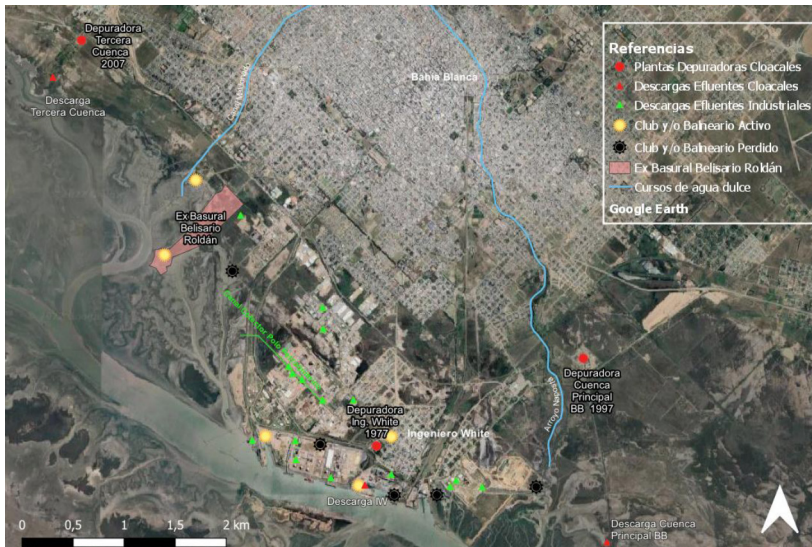 Depuradora
Tercera
Cuenca
2007
Descarga
Tercera Cuenca
Bahía Blanca
Referencias
Plantas Depuradoras Cloacales
Descargas Efluentes Cloacales
Descargas Efluentes Industriales
Club y/o Balneario Activo
Club y/o Balneario Perdido
Ex Basural Belisario Roldán
Cursos de agua dulce
Google Earth
Ex Basural
Belisario
Roldán
Depuradora
Cuenca
Principal
BB 1997
Depuradora
Ing. White
1977
Ingeniero White
Descarga IW
Descarga Cuenca
Principal BB
0 0,5 1 1,5 2 km